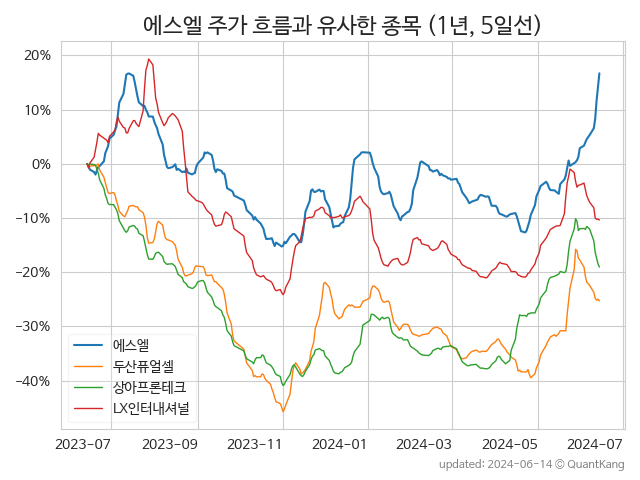 에스엘 주가 흐름과 유사한 종목 (1년, 5일선)
20%
10%
0%
−10%
−20%
−30%
−40%
에스엘
두산퓨얼셀
상아프론테크
LX인터내셔널
2023-07 2023-09 2023-11 2024-01 2024-03 2024-05 2024-07
updated: 2024-06-14 © QuantKang